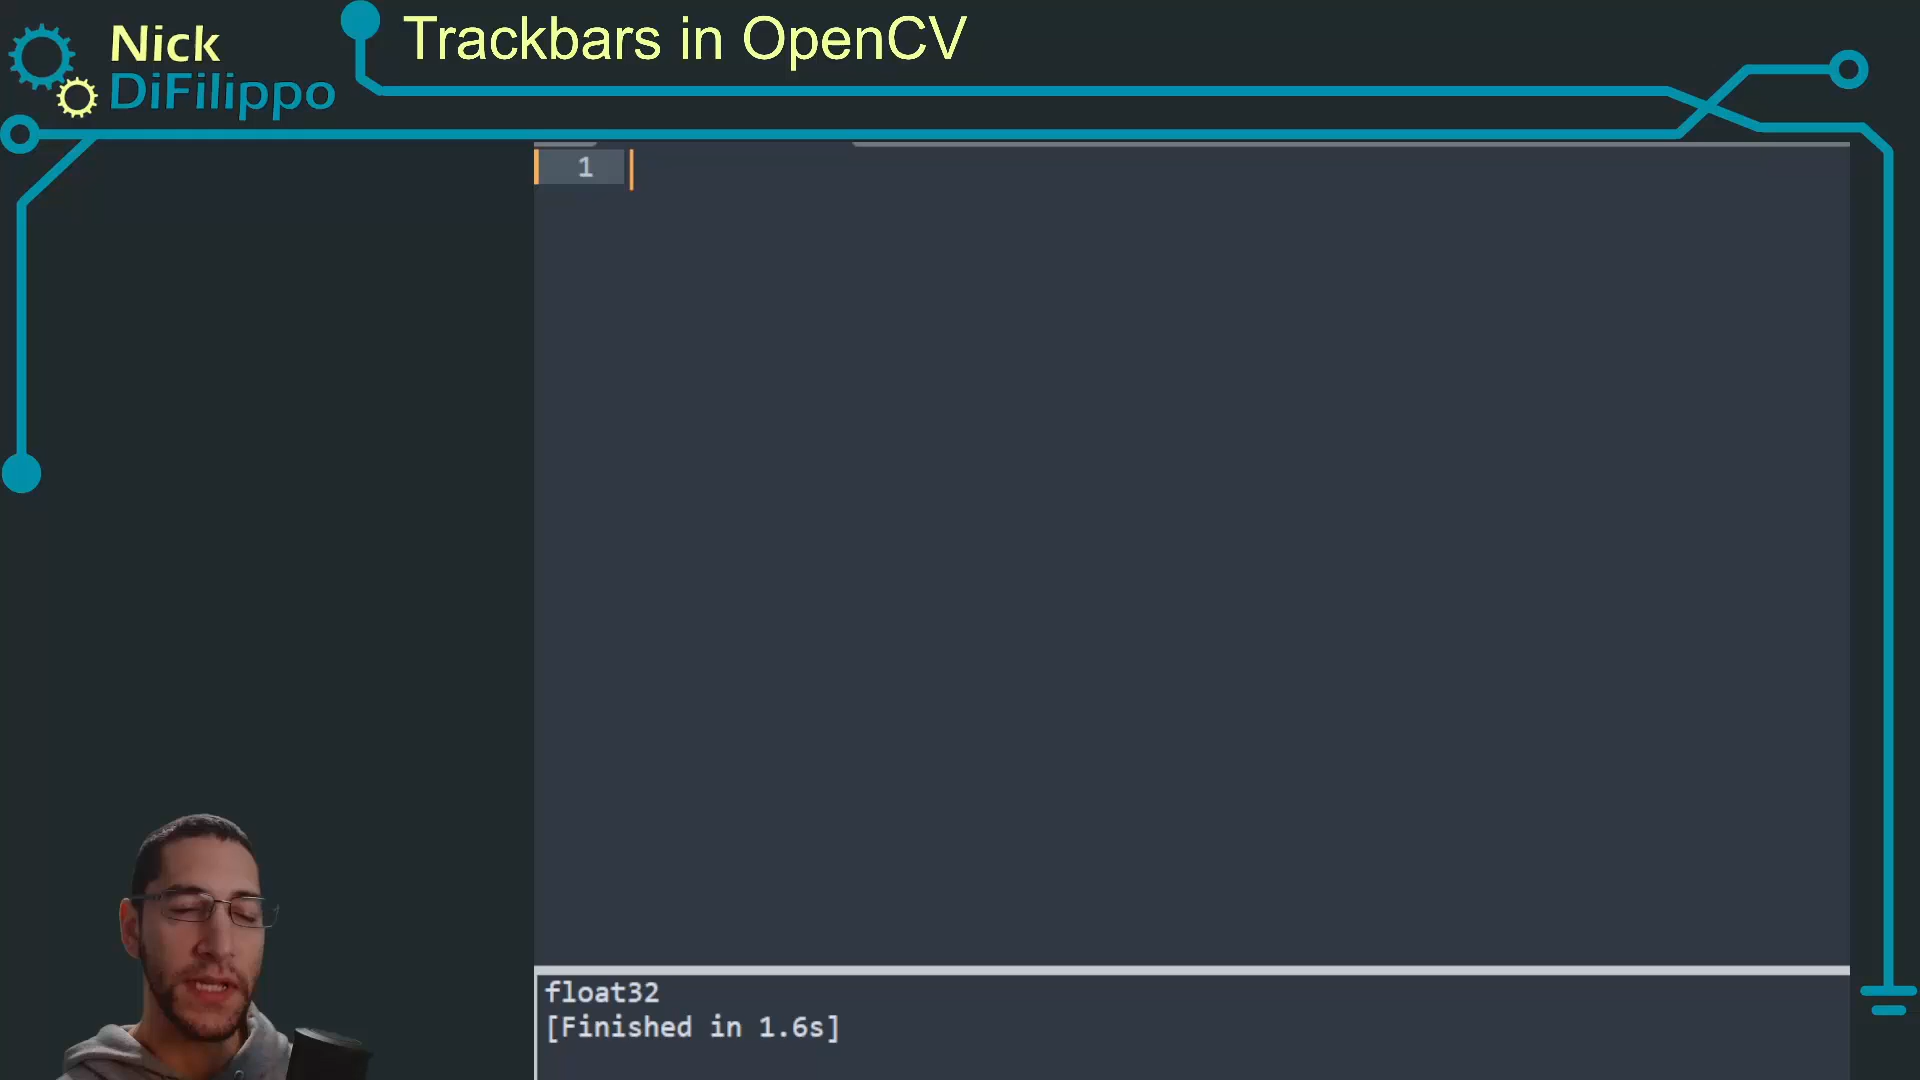 Nick
DiFilippo
Trackbars in OpenCV
1
float32
[Finished in 1.6s]